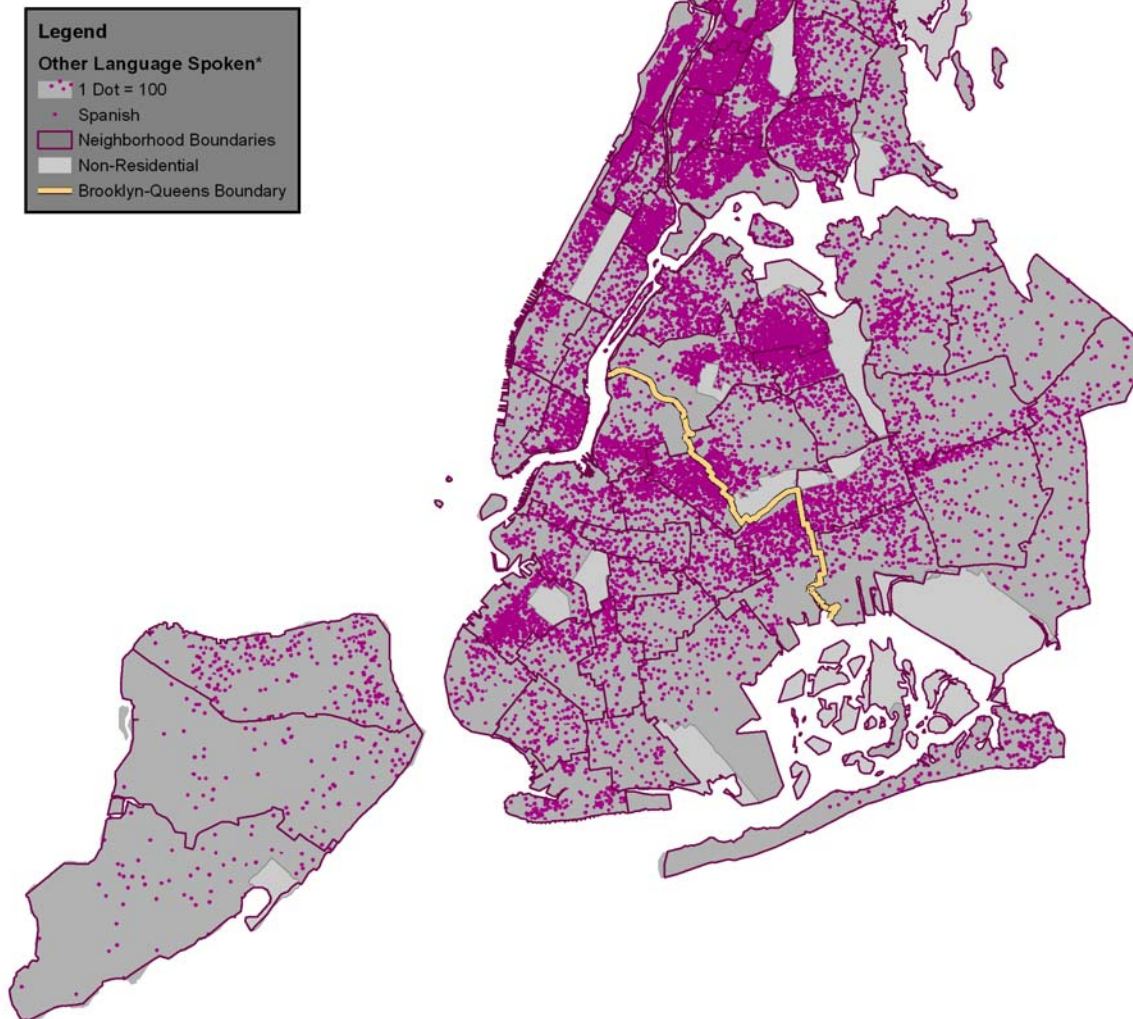 Legend
Other Language Spoken*
1 Dot = 100
Spanish
Neighborhood Boundaries
Non-Residential
Brooklyn-Queens Boundary